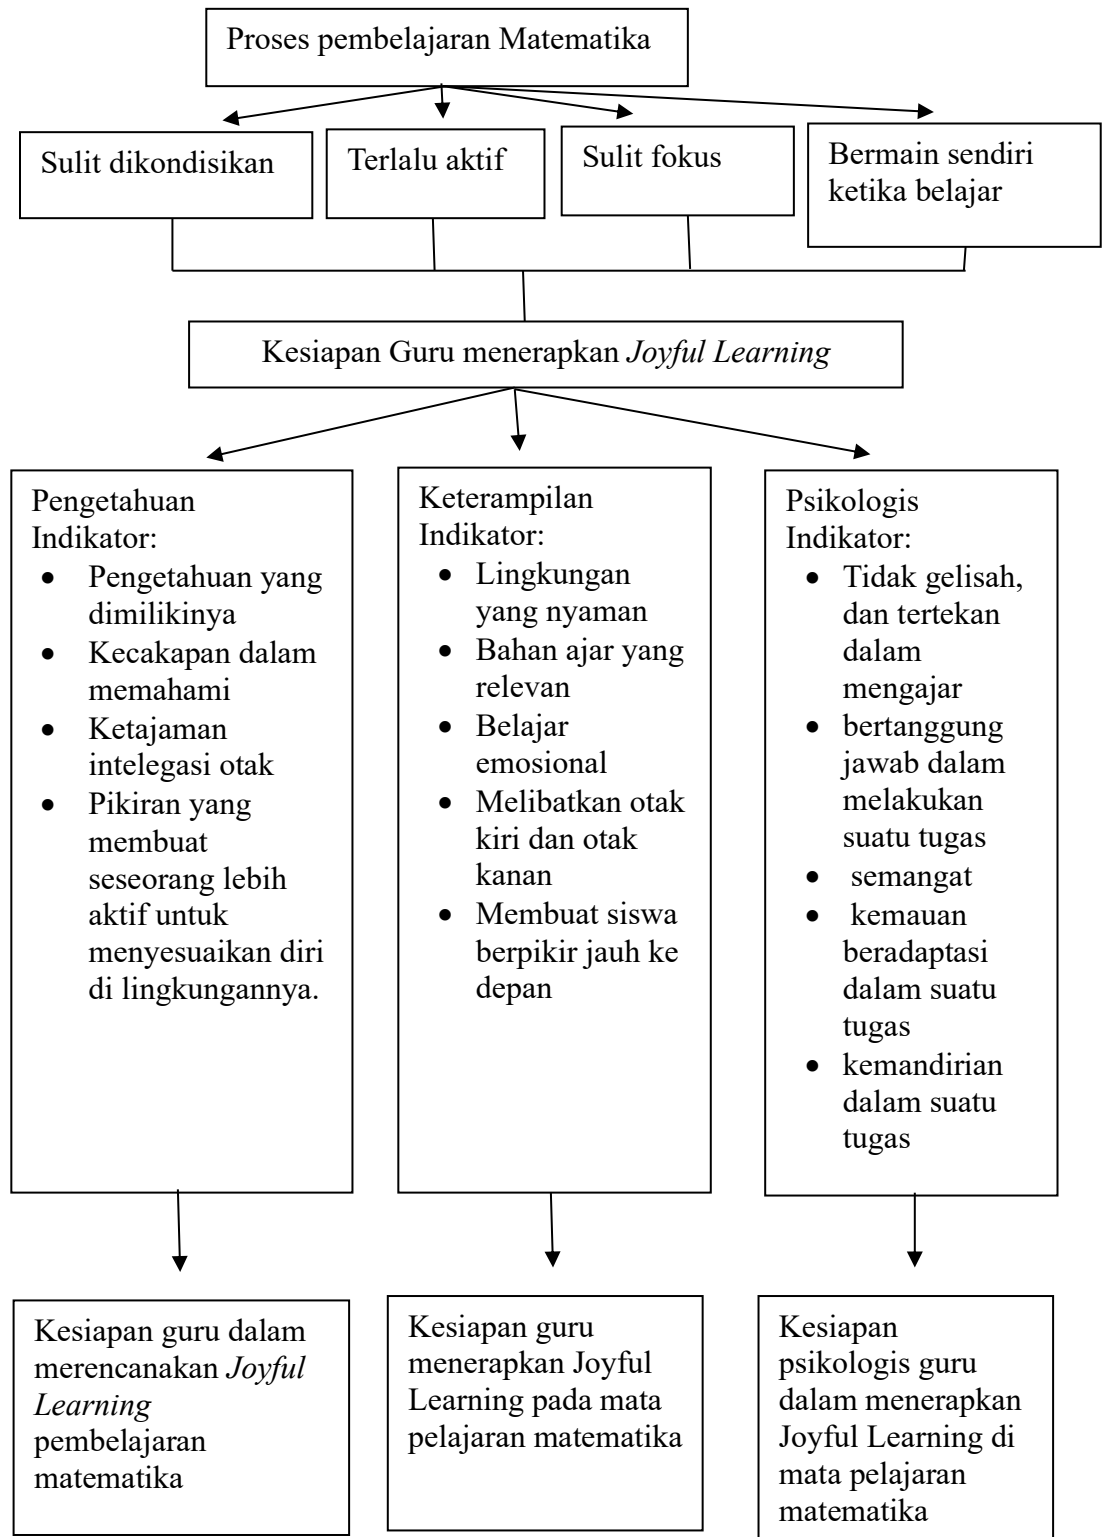 Proses pembelajaran Matematika
Sulit dikondisikan
Terlalu aktif
Sulit fokus
Bermain sendiri
ketika belajar
Kesiapan Guru menerapkan Joyful Learning
Pengetahuan
Indikator:
• Pengetahuan yang
dimilikinya
• Kecakapan dalam
memahami
• Ketajaman
intelegasi otak
• Pikiran yang
membuat
seseorang lebih
aktif untuk
menyesuaikan diri
di lingkungannya.
Keterampilan
Indikator:
• Lingkungan
yang nyaman
• Bahan ajar yang
relevan
• Belajar
emosional
• Melibatkan otak
kiri dan otak
kanan
• Membuat siswa
berpikir jauh ke
depan
Psikologis
Indikator:
• Tidak gelisah,
dan tertekan
dalam
mengajar
• bertanggung
jawab dalam
melakukan
suatu tugas
• semangat
• kemauan
beradaptasi
dalam suatu
tugas
• kemandirian
dalam suatu
tugas
Kesiapan guru dalam
merencanakan Joyful
Learning
pembelajaran
matematika
Kesiapan guru
menerapkan Joyful
Learning pada mata
pelajaran matematika
Kesiapan
psikologis guru
dalam menerapkan
Joyful Learning di
mata pelajaran
matematika